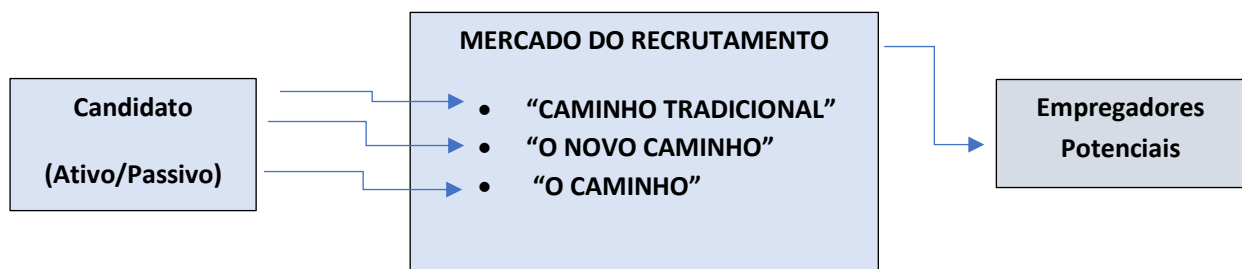 MERCADO DO RECRUTAMENTO
Candidato
(Ativo/Passivo)
• “CAMINHO TRADICIONAL”
• “O NOVO CAMINHO”
• “O CAMINHO”
Empregadores
Potenciais